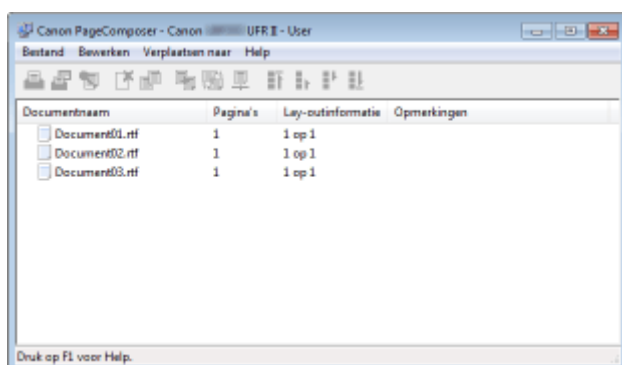 Canon PageComposer - Canon UFR II - User
Bestand Bewerken Verplaatsen naar Help
Documentnaam Pagina's Lay-outinformatie Opmerkingen
Document01.rtf 1 1 op 1
Document02.rtf 1 1 op 1
Document03.rtf 1 1 op 1
Druk op F1 voor Help.